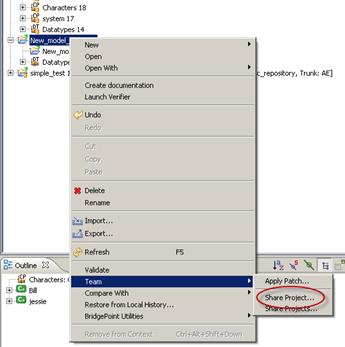 Characters 18
system 17
Datatypes 14
New_model_
New_mo
Datatyp
simple_test 1
c_repository, Trunk: AE]
New
Open
Open With
Create documentation
Launch Verifier
Undo
Redo
Cut
Copy
Paste
Delete
Rename
Import...
Export...
Refresh F5
Validate
Team
Compare With
Restore from Local History...
BridgePoint Utilities
Remove from Context Ctrl+Alt+Shift+Down
Apply Patch...
Share Project...
Share Projects...
Outline
Characters: C
Bill
jessie